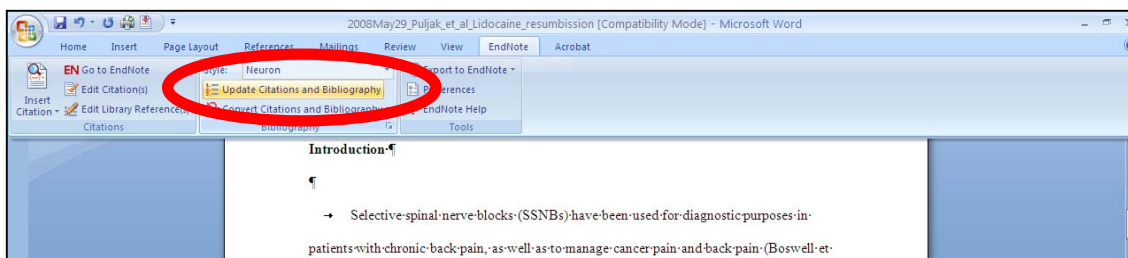 2008May29_Puljak_et_al_Lidocaine_resumbission [Compatibility Mode] - Microsoft Word
Home Insert Page Layout References Mailings Review View EndNote Acrobat
EN Go to EndNote Style: Neuron Export to EndNote
Insert Citation Edit Citation(s) Update Citations and Bibliography Preferences
Edit Library Reference(s) Convert Citations and Bibliography EndNote Help
Citations Bibliography Tools
Introduction·¶
¶
→ Selective·spinal·nerve·blocks·(SSNBs)·have·been·used·for·diagnostic·purposes·in·
patients·with·chronic·back·pain,·as·well·as·to·manage·cancer·pain·and·back·pain·(Boswell·et·